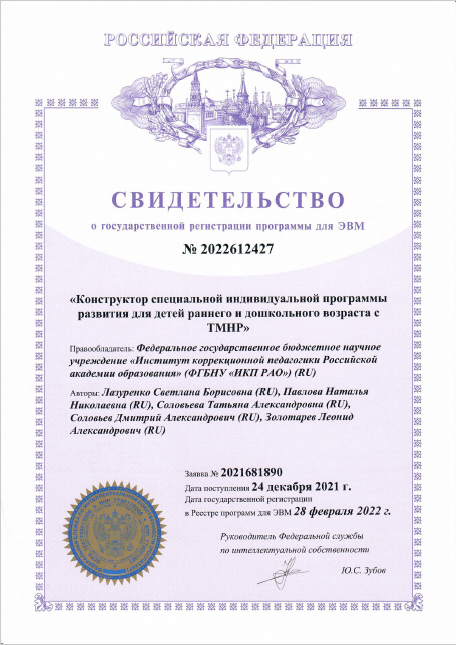 РОССИЙСКАЯ ФЕДЕРАЦИЯ
СВИДЕТЕЛЬСТВО
о государственной регистрации программы для ЭВМ
№ 2022612427
«Конструктор специальной индивидуальной программы
развития для детей раннего и дошкольного возраста с
ТМНР»
Правообладатель: Федеральное государственное бюджетное научное
учреждение «Институт коррекционной педагогики Российской
академии образования» (ФГБНУ «ИКП РАО») (RU)
Авторы: Лазуренко Светлана Борисовна (RU), Павлова Наталья
Николаевна (RU), Соловьева Татьяна Александровна (RU),
Соловьев Дмитрий Александрович (RU), Золотарев Леонид
Александрович (RU)
Заявка № 2021681890
Дата поступления 24 декабря 2021 г.
Дата государственной регистрации
в Реестре программ для ЭВМ 28 февраля 2022 г.
Руководитель Федеральной службы
по интеллектуальной собственности
Ю.С. Зубов